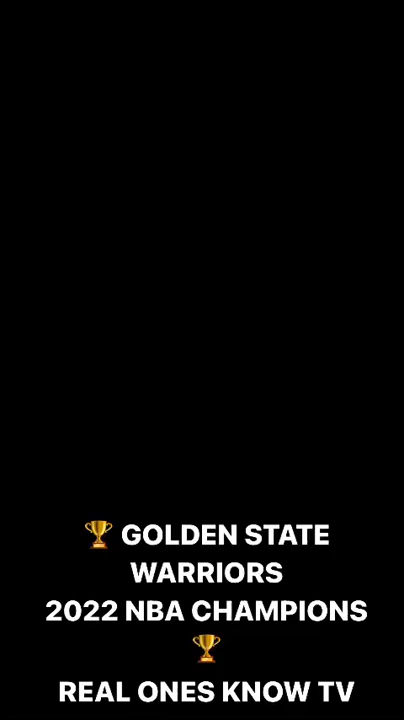 🏆 GOLDEN STATE
WARRIORS
2022 NBA CHAMPIONS
🏆
REAL ONES KNOW TV